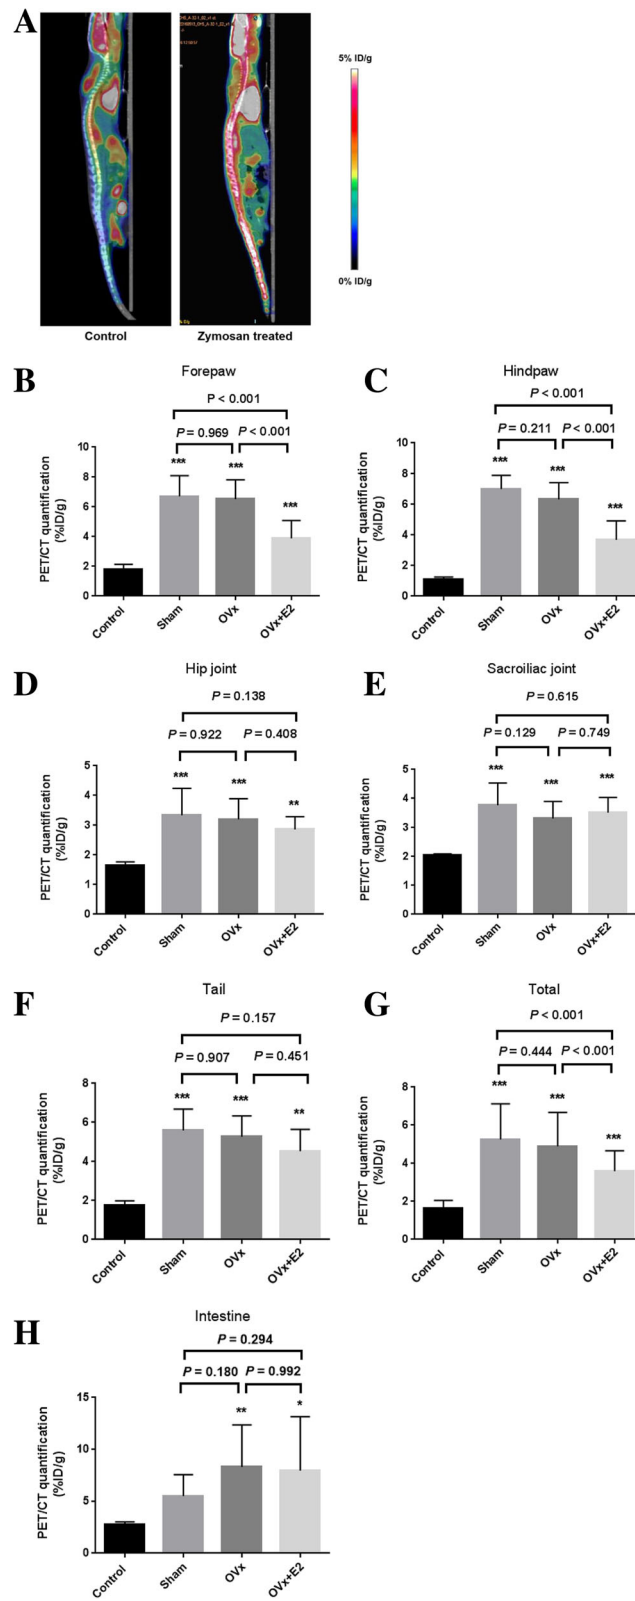 A
5% ID/g
0% ID/g
Control
Zymosan treated
B
Forepaw
P < 0.001
P = 0.969
P < 0.001
10
8
6
4
2
0
PET/CT quantification
(%ID/g)
***
***
***
Control
Sham
OVx
OVx+E2
C
Hindpaw
P < 0.001
P = 0.211
P < 0.001
10
8
6
4
2
0
PET/CT quantification
(%ID/g)
***
***
***
Control
Sham
OVx
OVx+E2
D
Hip joint
P = 0.138
P = 0.922
P = 0.408
5
4
3
2
1
0
PET/CT quantification
(%ID/g)
***
***
**
Control
Sham
OVx
OVx+E2
E
Sacroiliac joint
P = 0.615
P = 0.129
P = 0.749
5
4
3
2
1
0
PET/CT quantification
(%ID/g)
***
***
***
Control
Sham
OVx
OVx+E2
F
Tail
P = 0.157
P = 0.907
P = 0.451
8
6
4
2
0
PET/CT quantification
(%ID/g)
***
***
**
Control
Sham
OVx
OVx+E2
G
Total
P < 0.001
P = 0.444
P < 0.001
8
6
4
2
0
PET/CT quantification
(%ID/g)
***
***
***
Control
Sham
OVx
OVx+E2
H
Intestine
P = 0.294
P = 0.180
P = 0.992
15
10
5
0
PET/CT quantification
(%ID/g)
**
*
Control
Sham
OVx
OVx+E2